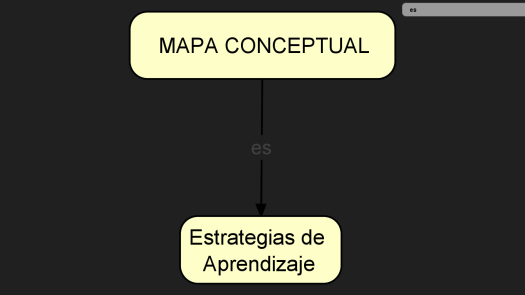 es
MAPA CONCEPTUAL
es
Estrategias de
Aprendizaje